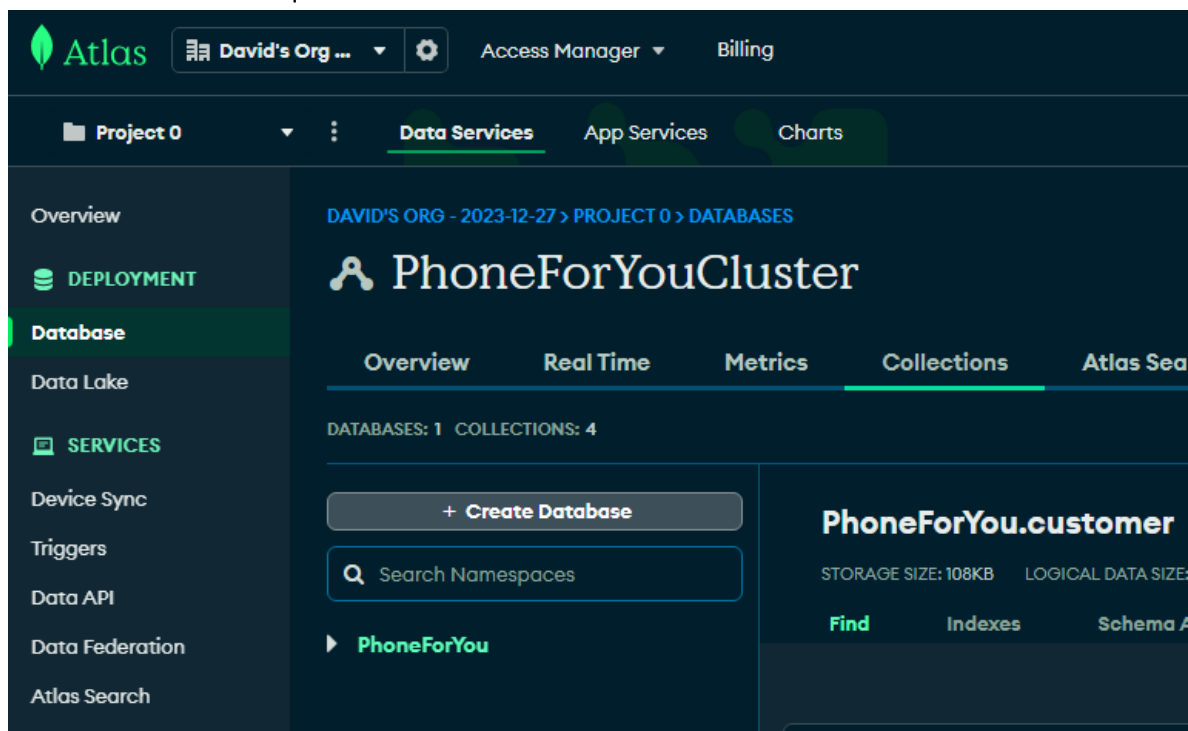 Atlas
David's Org ...
Access Manager
Billing
Project 0
Data Services
App Services
Charts
Overview
DEPLOYMENT
Database
Data Lake
SERVICES
Device Sync
Triggers
Data API
Data Federation
Atlas Search
DAVID'S ORG - 2023-12-27 > PROJECT 0 > DATABASES
PhoneForYouCluster
Overview
Real Time
Metrics
Collections
Atlas Sea
DATABASES: 1 COLLECTIONS: 4
+ Create Database
Search Namespaces
PhoneForYou
PhoneForYou.customer
STORAGE SIZE: 108KB LOGICAL DATA SIZE:
Find
Indexes
Schema A